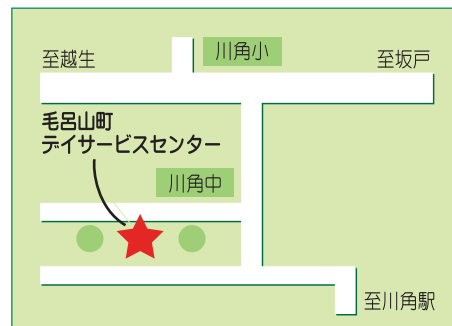 川角小
至越生
至坂戸
毛呂山町
デイサービスセンター
川角中
至川角駅